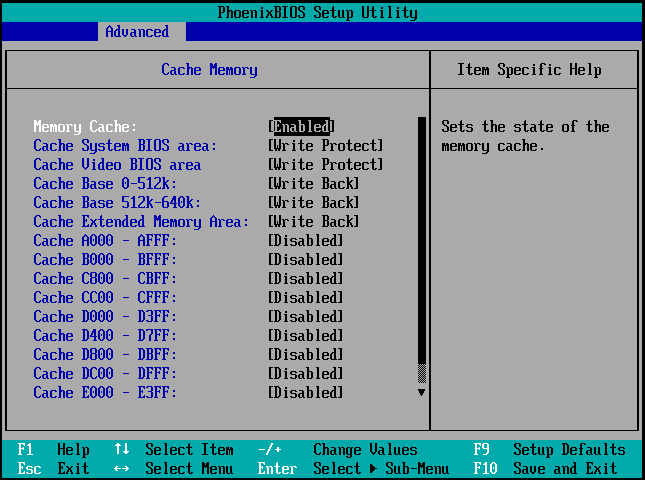 PhoenixBIOS Setup Utility
Advanced
Cache Memory
Item Specific Help
Memory Cache: [Enabled]
Sets the state of the
memory cache.
Cache System BIOS area: [Write Protect]
Cache Video BIOS area [Write Protect]
Cache Base 0-512k: [Write Back]
Cache Base 512k-640k: [Write Back]
Cache Extended Memory Area: [Write Back]
Cache A000 - AFFF: [Disabled]
Cache B000 - BFFF: [Disabled]
Cache C800 - CBFF: [Disabled]
Cache CC00 - CFFF: [Disabled]
Cache D000 - D3FF: [Disabled]
Cache D400 - D7FF: [Disabled]
Cache D800 - DBFF: [Disabled]
Cache DC00 - DFFF: [Disabled]
Cache E000 - E3FF: [Disabled]
F1 Help ↑↓ Select Item -/+ Change Values F9 Setup Defaults
Esc Exit ↔ Select Menu Enter Select ▶ Sub-Menu F10 Save and Exit